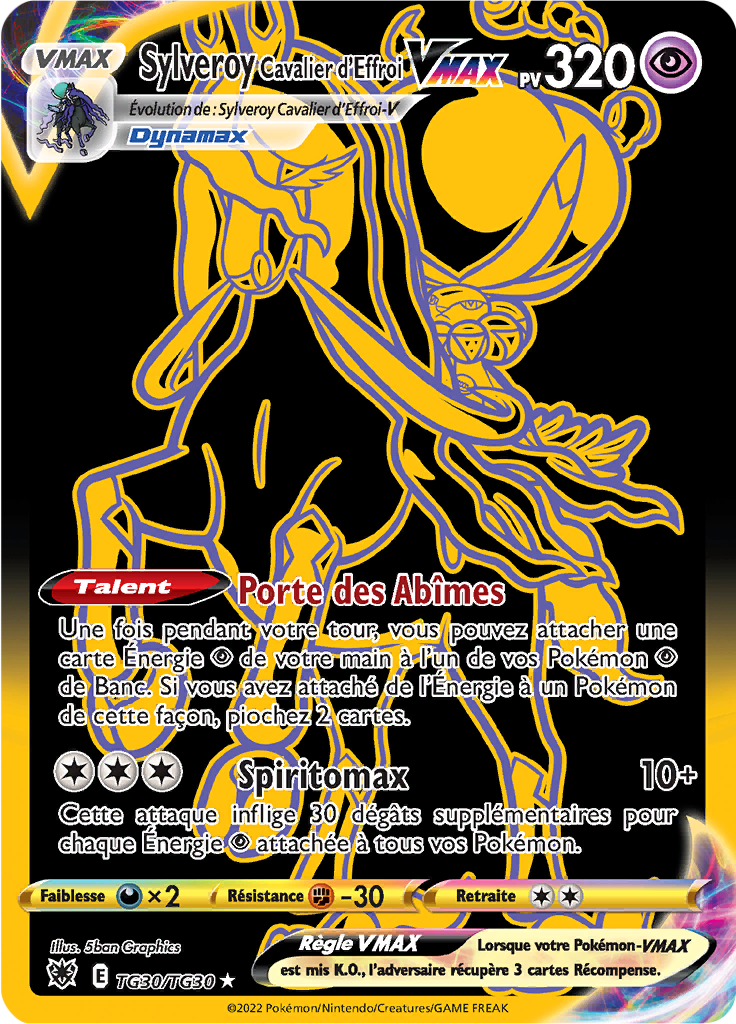 VMAX
Sylveroy Cavalier d'Effroi VMAX PV 320
Évolution de : Sylveroy Cavalier d'Effroi-V
Dynamax
Talent Porte des Abîmes
Une fois pendant votre tour, vous pouvez attacher une
carte Énergie de votre main à l'un de vos Pokémon
de Banc. Si vous avez attaché de l'Énergie à un Pokémon
de cette façon, piochez 2 cartes.
Spiritomax 10+
Cette attaque inflige 30 dégâts supplémentaires pour
chaque Énergie attachée à tous vos Pokémon.
Faiblesse ×2 Résistance -30 Retraite
Illus. 5ban Graphics
Règle VMAX Lorsque votre Pokémon-VMAX
est mis K.O., l'adversaire récupère 3 cartes Récompense.
E TG30/TG30 ★
©2022 Pokémon/Nintendo/Creatures/GAME FREAK